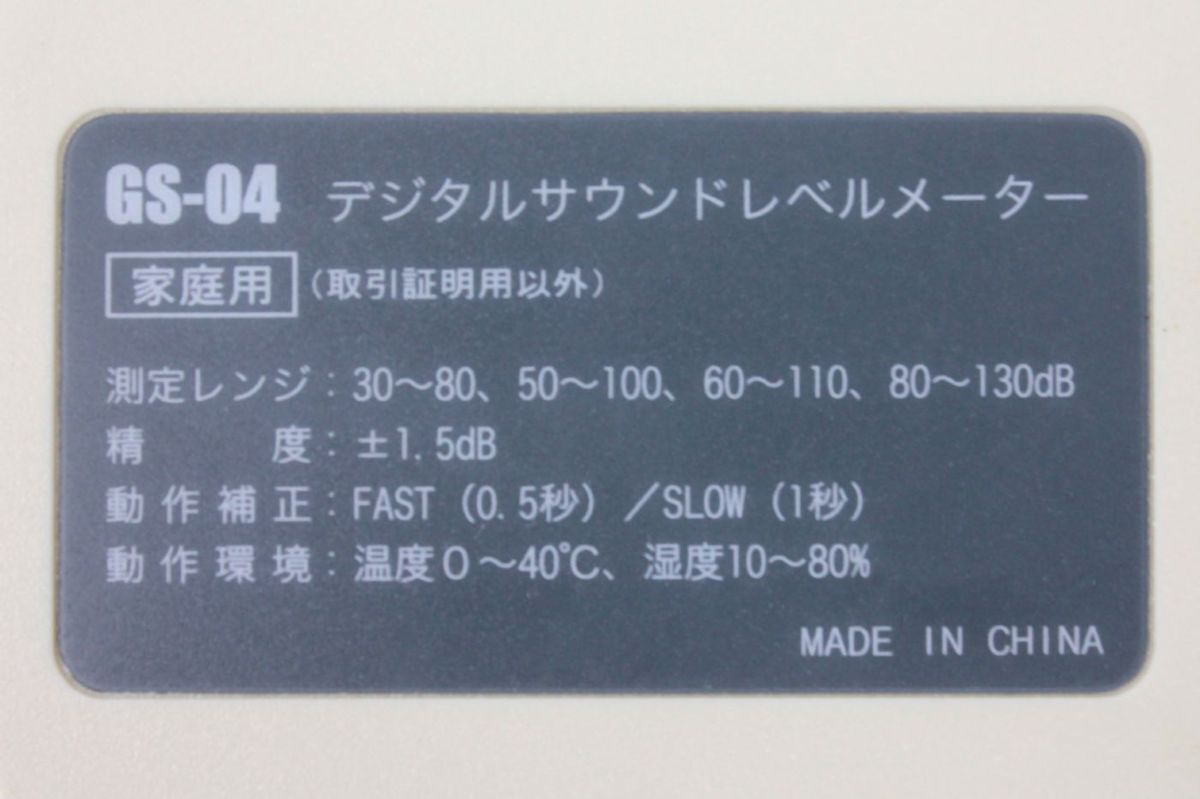 GS-04 デジタルサウンドレベルメーター
家庭用 (取引証明用以外)
測定レンジ：30～80、50～100、60～110、80～130dB
精度：±1.5dB
動作補正：FAST（0.5秒）／SLOW（1秒）
動作環境：温度0～40℃、湿度10～80%
MADE IN CHINA